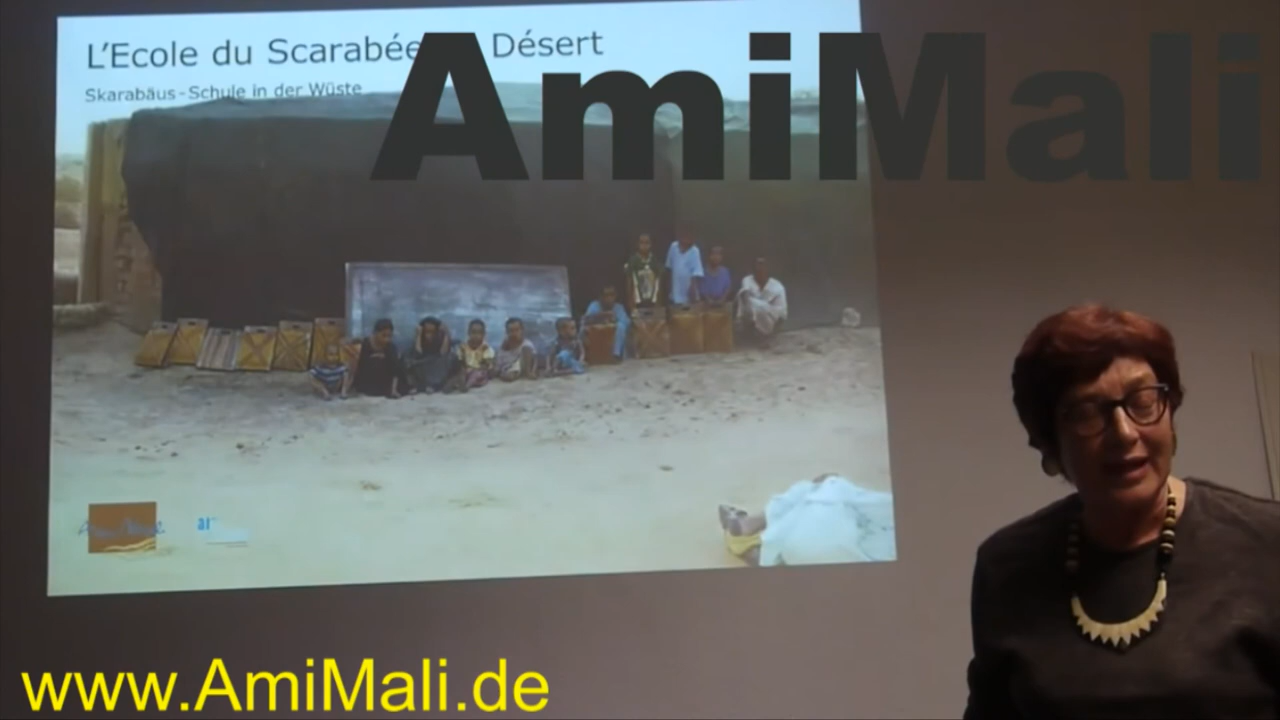 AmiMali
L'Ecole du Scarabée Désert
Skarabäus-Schule in der Wüste
www.AmiMali.de